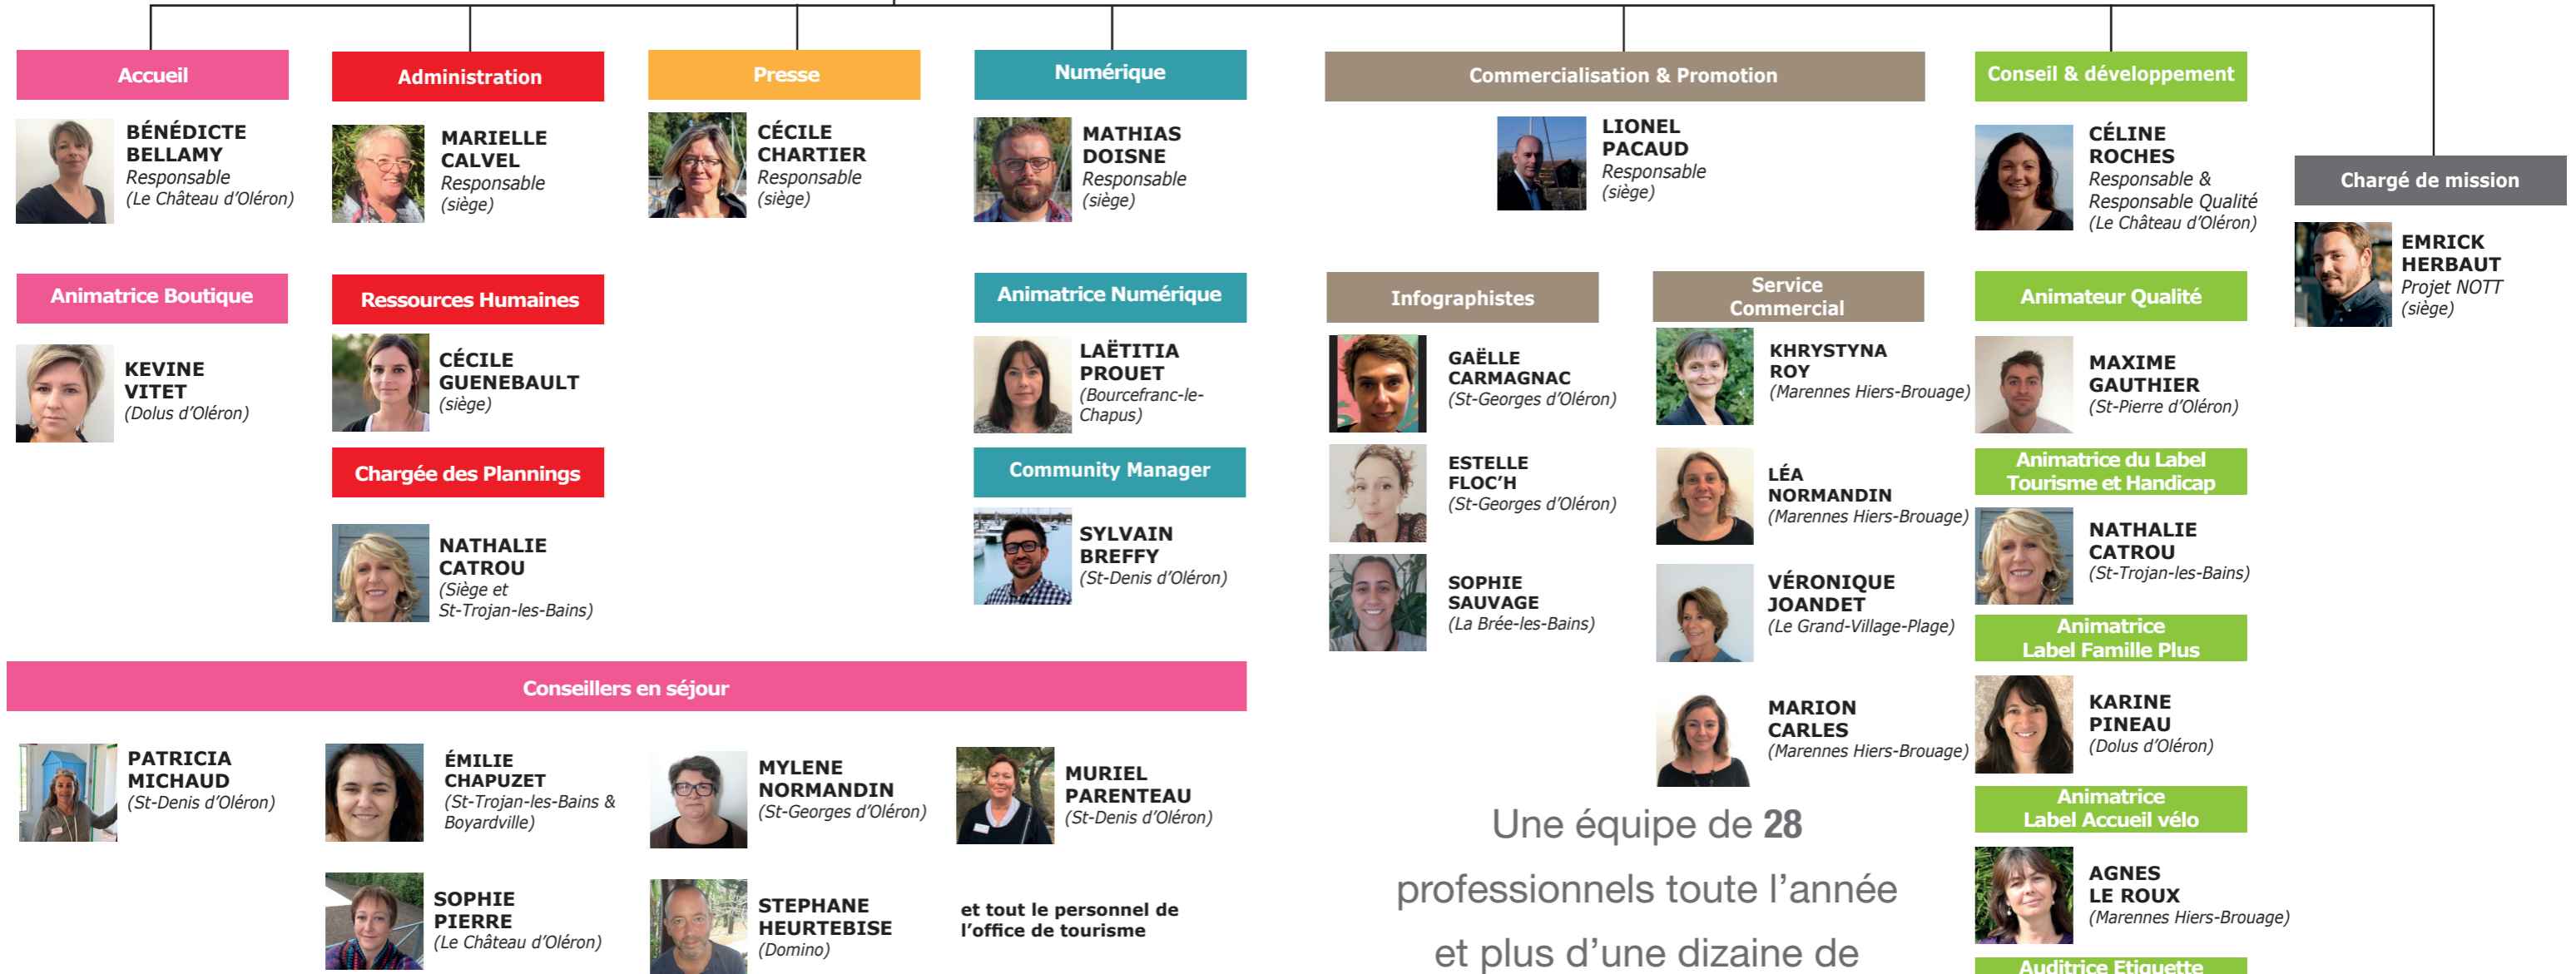 Accueil
BÉNÉDICTE
BELLAMY
Responsable
(Le Château d'Oléron)
Animatrice Boutique
KEVINE
VITET
(Dolus d'Oléron)
Administration
MARIELLE
CALVEL
Responsable
(siège)
Ressources Humaines
CÉCILE
GUENEBAULT
(siège)
Chargée des Plannings
NATHALIE
CATROU
(Siège et
St-Trojan-les-Bains)
Presse
CÉCILE
CHARTIER
Responsable
(siège)
Numérique
MATHIAS
DOISNE
Responsable
(siège)
Animatrice Numérique
LAËTITIA
PROUET
(Bourcefranc-le-
Chapus)
Community Manager
SYLVAIN
BREFFY
(St-Denis d'Oléron)
Conseillers en séjour
PATRICIA
MICHAUD
(St-Denis d'Oléron)
ÉMILIE
CHAPUZET
(St-Trojan-les-Bains &
Boyardville)
MYLENE
NORMANDIN
(St-Georges d'Oléron)
MURIEL
PARENTEAU
(St-Denis d'Oléron)
SOPHIE
PIERRE
(Le Château d'Oléron)
STEPHANE
HEURTEBISE
(Domino)
et tout le personnel de
l'office de tourisme
Commercialisation & Promotion
LIONEL
PACAUD
Responsable
(siège)
Infographistes
GAËLLE
CARMAGNAC
(St-Georges d'Oléron)
ESTELLE
FLOC'H
(St-Georges d'Oléron)
SOPHIE
SAUVAGE
(La Brée-les-Bains)
Service
Commercial
KHRYSTYNA
ROY
(Marennes Hiers-Brouage)
LÉA
NORMANDIN
(Marennes Hiers-Brouage)
VÉRONIQUE
JOANDET
(Le Grand-Village-Plage)
MARION
CARLES
(Marennes Hiers-Brouage)
Une équipe de 28
professionnels toute l'année
et plus d'une dizaine de
Conseil & développement
CÉLINE
ROCHES
Responsable &
Responsable Qualité
(Le Château d'Oléron)
Animateur Qualité
MAXIME
GAUTHIER
(St-Pierre d'Oléron)
Animatrice du Label
Tourisme et Handicap
NATHALIE
CATROU
(St-Trojan-les-Bains)
Animatrice
Label Famille Plus
KARINE
PINEAU
(Dolus d'Oléron)
Animatrice
Label Accueil vélo
AGNES
LE ROUX
(Marennes Hiers-Brouage)
Auditrice Etiquette
Chargé de mission
EMRICK
HERBAUT
Projet NOTT
(siège)